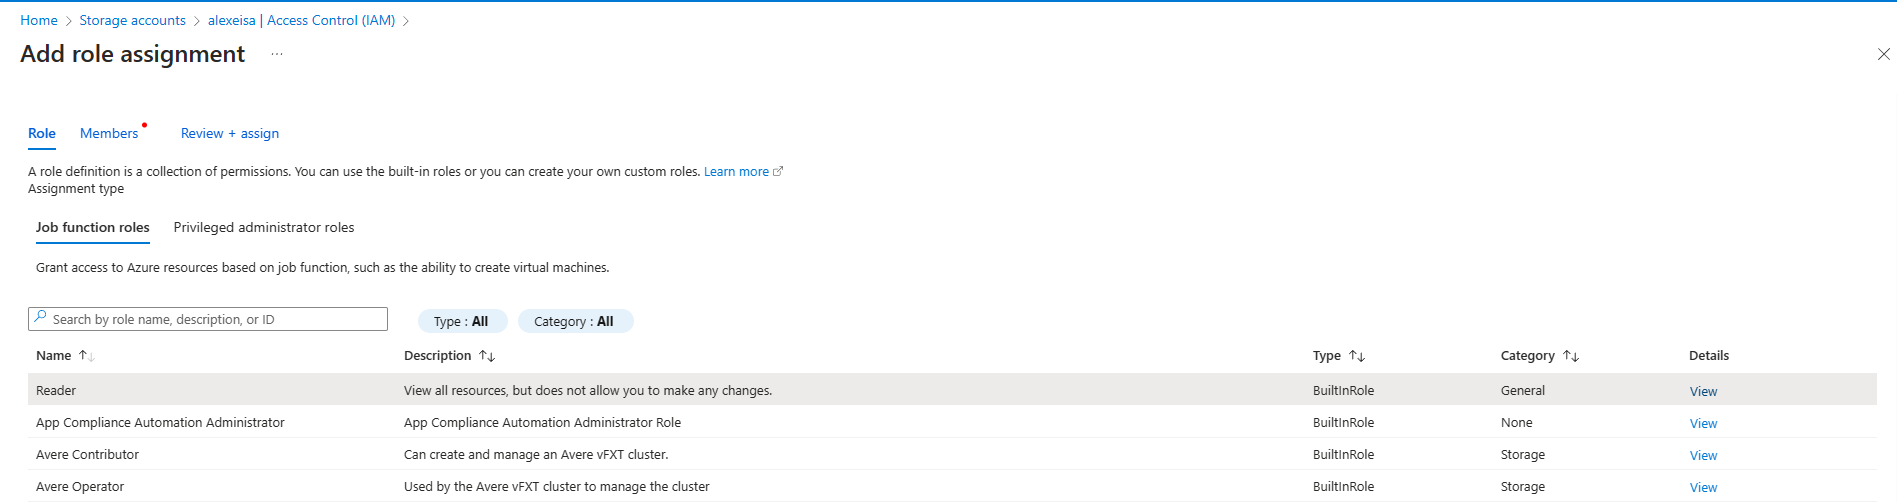 Home > Storage accounts > alexeisa | Access Control (IAM) >
Add role assignment ...
Role Members Review + assign
A role definition is a collection of permissions. You can use the built-in roles or you can create your own custom roles. Learn more
Assignment type
Job function roles Privileged administrator roles
Grant access to Azure resources based on job function, such as the ability to create virtual machines.
Search by role name, description, or ID Type : All Category : All
Name ↑↓ Description ↑↓ Type ↑↓ Category ↑↓ Details
Reader View all resources, but does not allow you to make any changes. BuiltInRole General View
App Compliance Automation Administrator App Compliance Automation Administrator Role BuiltInRole None View
Avere Contributor Can create and manage an Avere vFXT cluster. BuiltInRole Storage View
Avere Operator Used by the Avere vFXT cluster to manage the cluster BuiltInRole Storage View